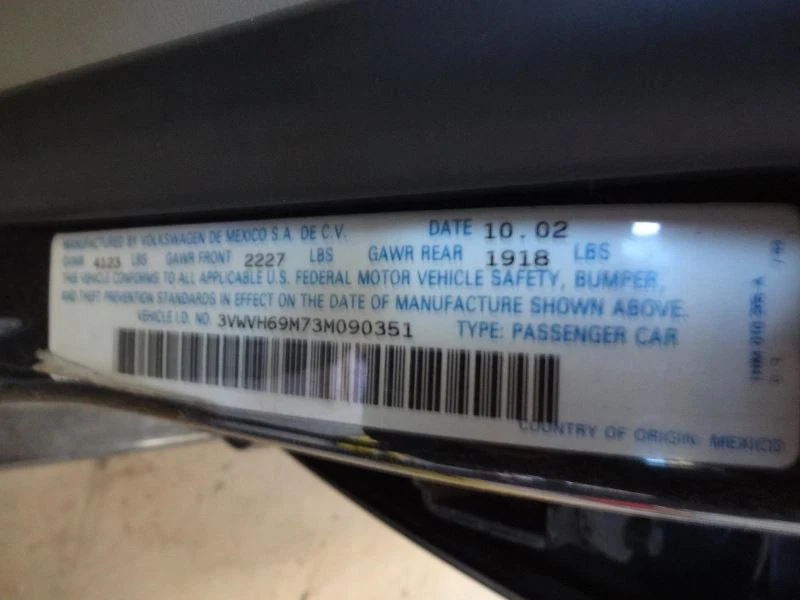 MANUFACTURED BY VOLKSWAGEN DE MEXICO S.A. DE C.V. DATE 10.02
GVWR 4123 LBS GAWR FRONT 2227 LBS GAWR REAR 1918 LBS
THIS VEHICLE CONFORMS TO ALL APPLICABLE U.S. FEDERAL MOTOR VEHICLE SAFETY, BUMPER,
AND THEFT PREVENTION STANDARDS IN EFFECT ON THE DATE OF MANUFACTURE SHOWN ABOVE.
VEHICLE I.D. NO. 3VWVH69M73M090351 TYPE: PASSENGER CAR
COUNTRY OF ORIGIN: MEXICO